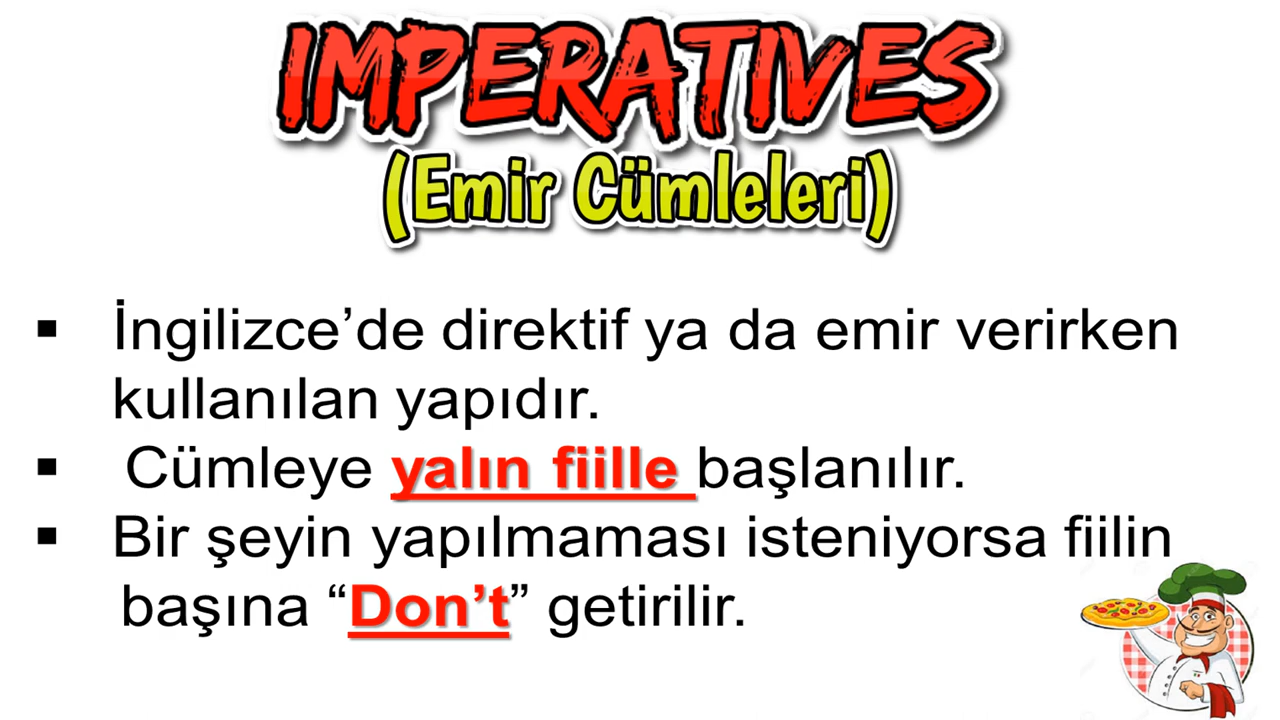 IMPERATIVES
(Emir Cümleleri)
▪ İngilizce’de direktif ya da emir verirken
kullanılan yapıdır.
▪ Cümleye yalın fiille başlanılır.
▪ Bir şeyin yapılmaması isteniyorsa fiilin
başına “Don’t” getirilir.